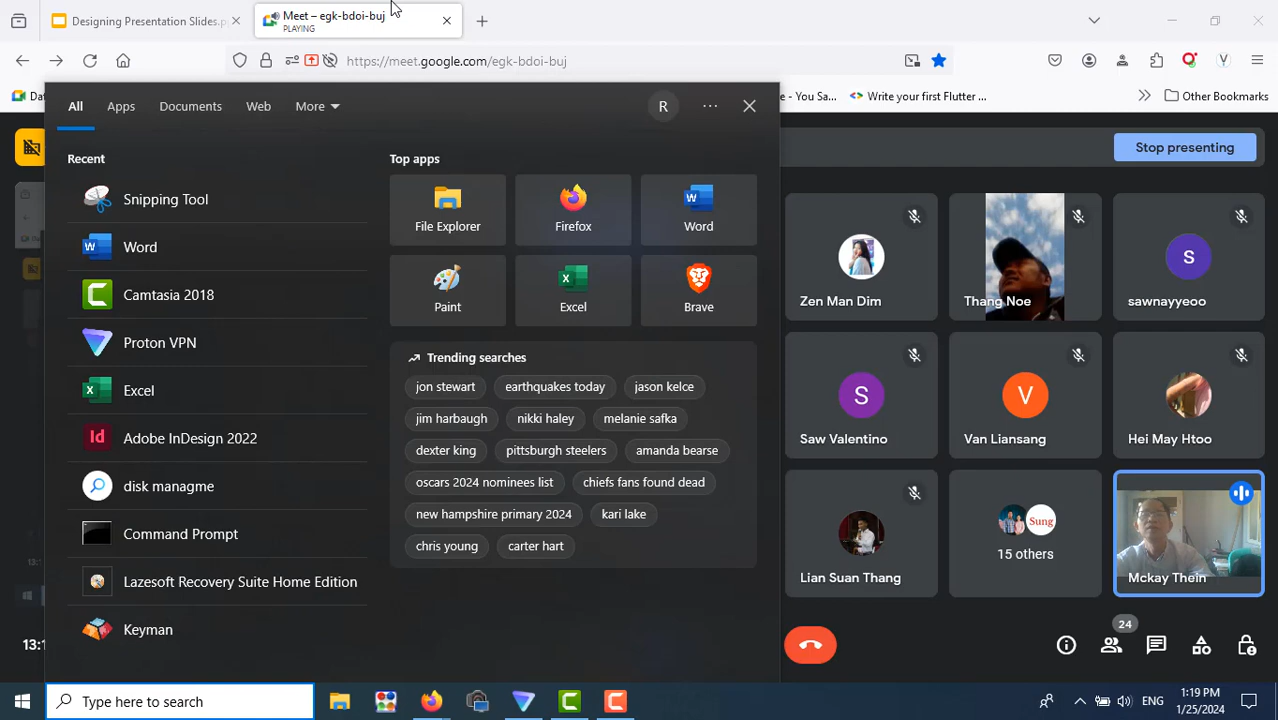 Designing Presentation Slides.p
Meet – egk-bdoi-buj
PLAYING
https://meet.google.com/egk-bdoi-buj
Da
e - You Sa...
Write your first Flutter ...
Other Bookmarks
All
Apps
Documents
Web
More
R
Stop presenting
Recent
Snipping Tool
Word
Camtasia 2018
Proton VPN
Excel
Adobe InDesign 2022
disk managme
Command Prompt
Lazesoft Recovery Suite Home Edition
Keyman
Top apps
File Explorer
Firefox
Word
Paint
Excel
Brave
Trending searches
jon stewart
earthquakes today
jason kelce
jim harbaugh
nikki haley
melanie safka
dexter king
pittsburgh steelers
amanda bearse
oscars 2024 nominees list
chiefs fans found dead
new hampshire primary 2024
kari lake
chris young
carter hart
Zen Man Dim
Thang Noe
S
sawnayyeoo
S
Saw Valentino
V
Van Liansang
Hei May Htoo
Lian Suan Thang
Sung
15 others
Mckay Thein
13:1
24
Type here to search
ENG
1:19 PM
1/25/2024